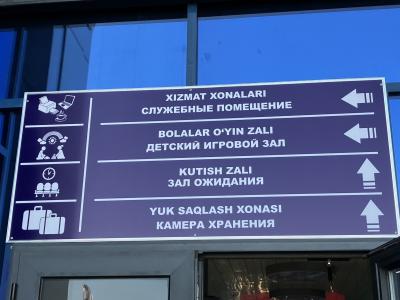 XIZMAT XONALARI
СЛУЖЕБНЫЕ ПОМЕЩЕНИЕ
BOLALAR O‘YIN ZALI
ДЕТСКИЙ ИГРОВОЙ ЗАЛ
KUTISH ZALI
ЗАЛ ОЖИДАНИЯ
YUK SAQLASH XONASI
КАМЕРА ХРАНЕНИЯ